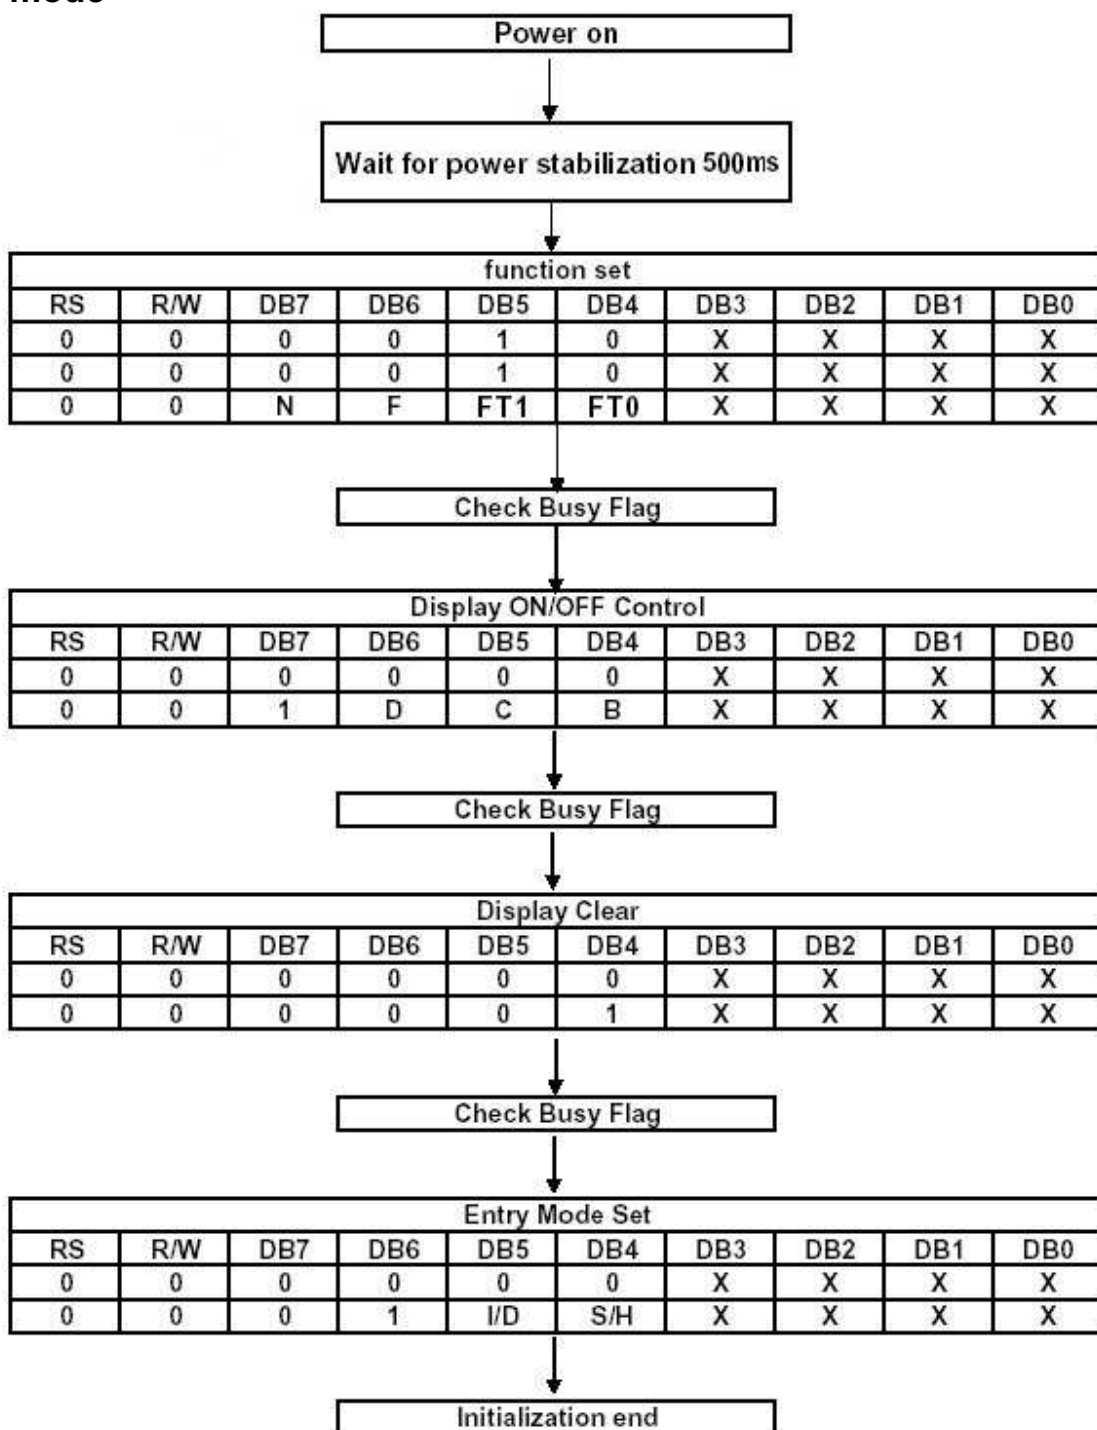 mode
Power on
Wait for power stabilization 500ms
function set
RS R/W DB7 DB6 DB5 DB4 DB3 DB2 DB1 DB0
0 0 0 0 1 0 X X X X
0 0 0 0 1 0 X X X X
0 0 N F FT1 FT0 X X X X
Check Busy Flag
Display ON/OFF Control
RS R/W DB7 DB6 DB5 DB4 DB3 DB2 DB1 DB0
0 0 0 0 0 0 X X X X
0 0 1 D C B X X X X
Check Busy Flag
Display Clear
RS R/W DB7 DB6 DB5 DB4 DB3 DB2 DB1 DB0
0 0 0 0 0 0 X X X X
0 0 0 0 0 1 X X X X
Check Busy Flag
Entry Mode Set
RS R/W DB7 DB6 DB5 DB4 DB3 DB2 DB1 DB0
0 0 0 0 0 0 X X X X
0 0 0 1 I/D S/H X X X X
Initialization end